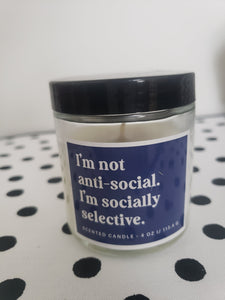 I'm not
anti-social.
I'm socially
selective.
SCENTED CANDLE - 4 OZ